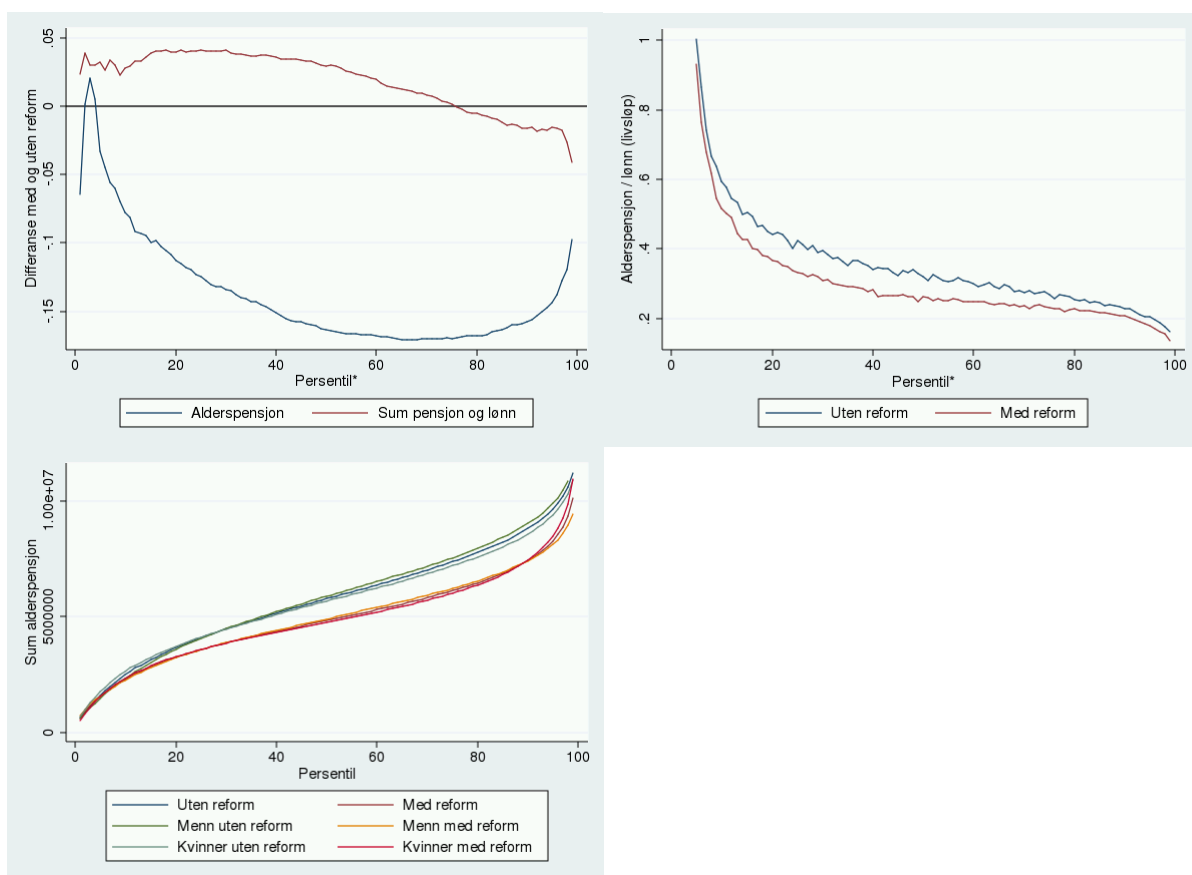 Differanse med og uten reform
.05
0
-.05
-.1
-.15
0 20 40 60 80 100
Persentil*
Alderspensjon Sum pensjon og lønn
Alderspensjon / lønn (livsløp)
1
.8
.6
.4
.2
0 20 40 60 80 100
Persentil*
Uten reform Med reform
Sum alderspensjon
1.00e+07
5000000
0
0 20 40 60 80 100
Persentil
Uten reform Med reform
Menn uten reform Menn med reform
Kvinner uten reform Kvinner med reform